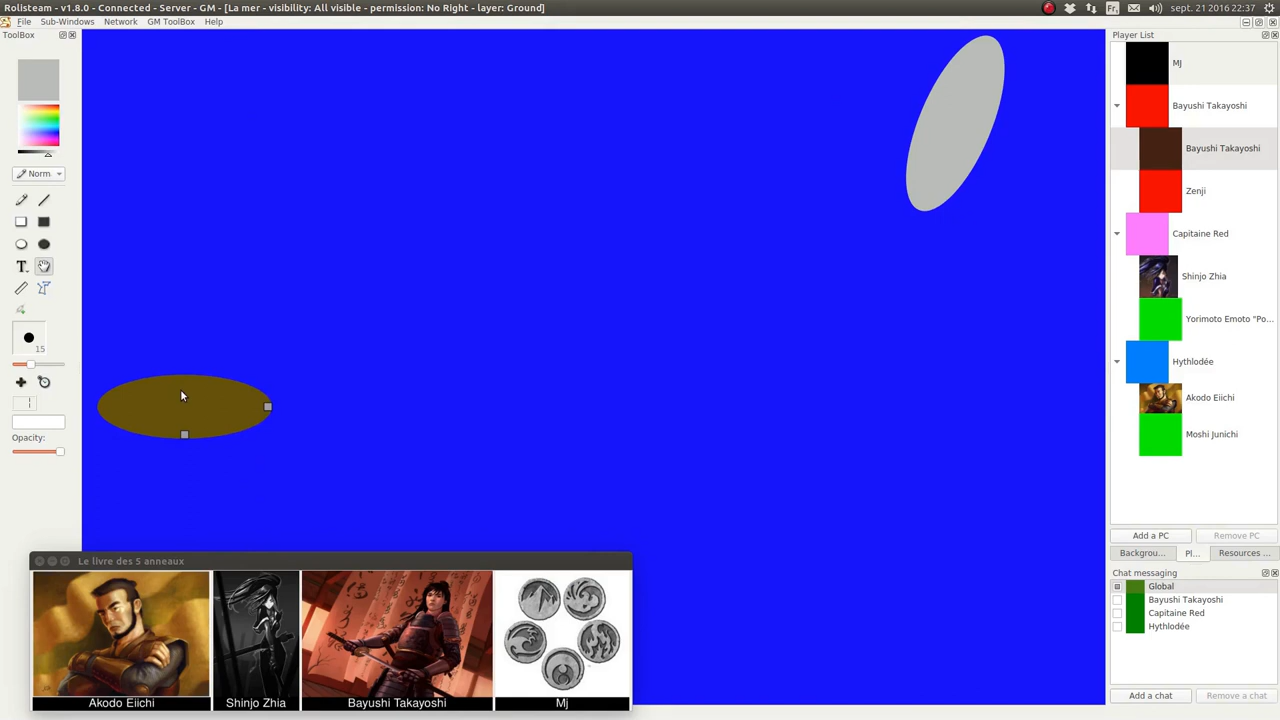 Rolisteam - v1.8.0 - Connected - Server - GM - [La mer - visibility: All visible - permission: No Right - layer: Ground]
Fr
sept. 21 2016 22:37
File Sub-Windows Network GM ToolBox Help
ToolBox
Norm
T
15
Opacity:
Player List
MJ
Bayushi Takayoshi
Bayushi Takayoshi
Zenji
Capitaine Red
Shinjo Zhia
Yorimoto Emoto "Po...
Hythlodée
Akodo Eiichi
Moshi Junichi
Add a PC Remove PC
Backgrou... Pl... Resources ...
Chat messaging
Global
Bayushi Takayoshi
Capitaine Red
Hythlodée
Add a chat Remove a chat
Le livre des 5 anneaux
Akodo Eiichi Shinjo Zhia Bayushi Takayoshi Mj